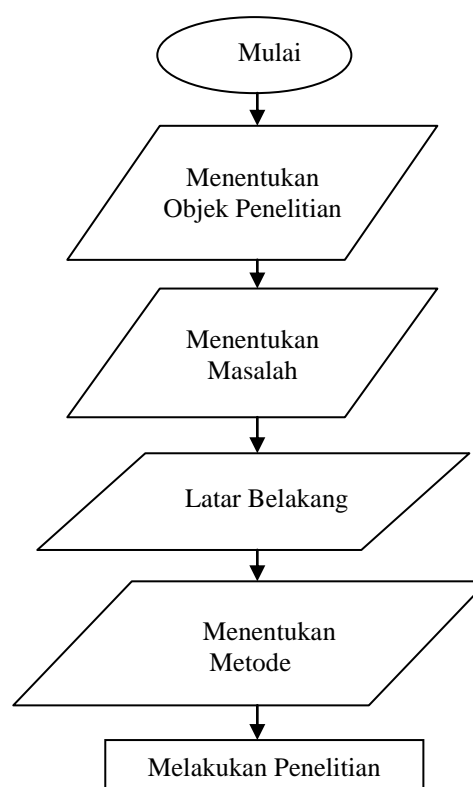 Mulai
Menentukan
Objek Penelitian
Menentukan
Masalah
Latar Belakang
Menentukan
Metode
Melakukan Penelitian